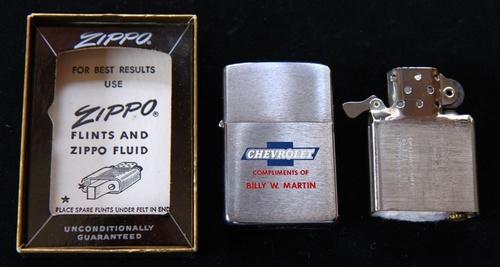 ZIPPO.
FOR BEST RESULTS
USE
ZIPPO®
FLINTS AND
ZIPPO FLUID
PLACE SPARE FLINTS UNDER FELT IN END
UNCONDITIONALLY
GUARANTEED
CHEVROLET
COMPLIMENTS OF
BILLY W. MARTIN